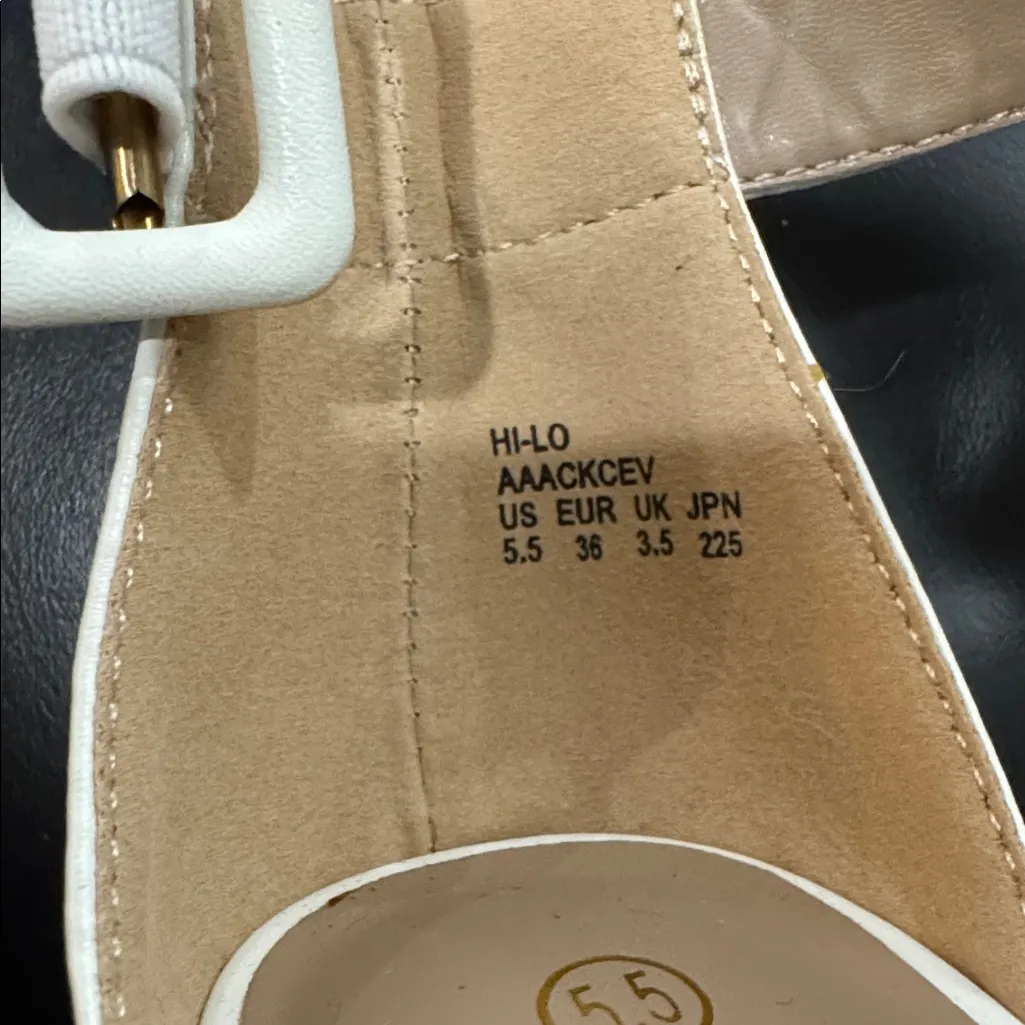 HI-LO
AAACKCEV
US EUR UK JPN
5.5 36 3.5 225
5.5